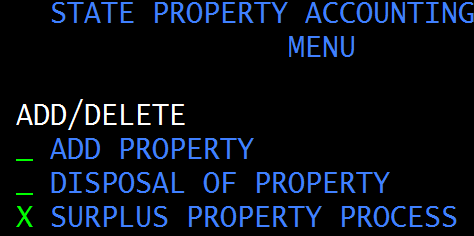 STATE PROPERTY ACCOUNTING
MENU
ADD/DELETE
_ ADD PROPERTY
_ DISPOSAL OF PROPERTY
X SURPLUS PROPERTY PROCESS